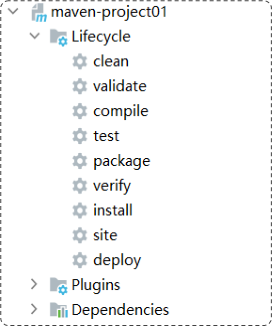 maven-project01
Lifecycle
clean
validate
compile
test
package
verify
install
site
deploy
Plugins
Dependencies